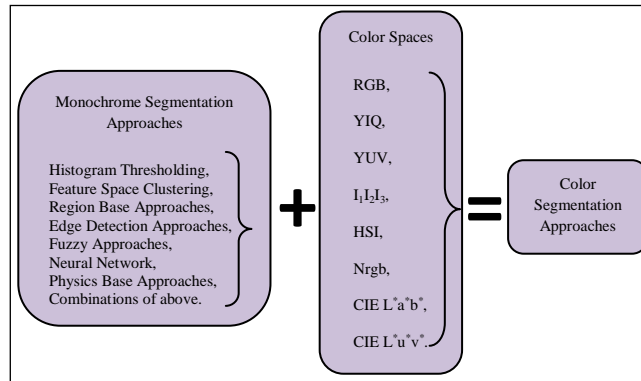 Monochrome Segmentation
Approaches
Histogram Thresholding,
Feature Space Clustering,
Region Base Approaches,
Edge Detection Approaches,
Fuzzy Approaches,
Neural Network,
Physics Base Approaches,
Combinations of above.
+
Color Spaces
RGB,
YIQ,
YUV,
I₁I₂I₃,
HSI,
Nrgb,
CIE L*a*b*,
CIE L*u*v*.
=
Color
Segmentation
Approaches